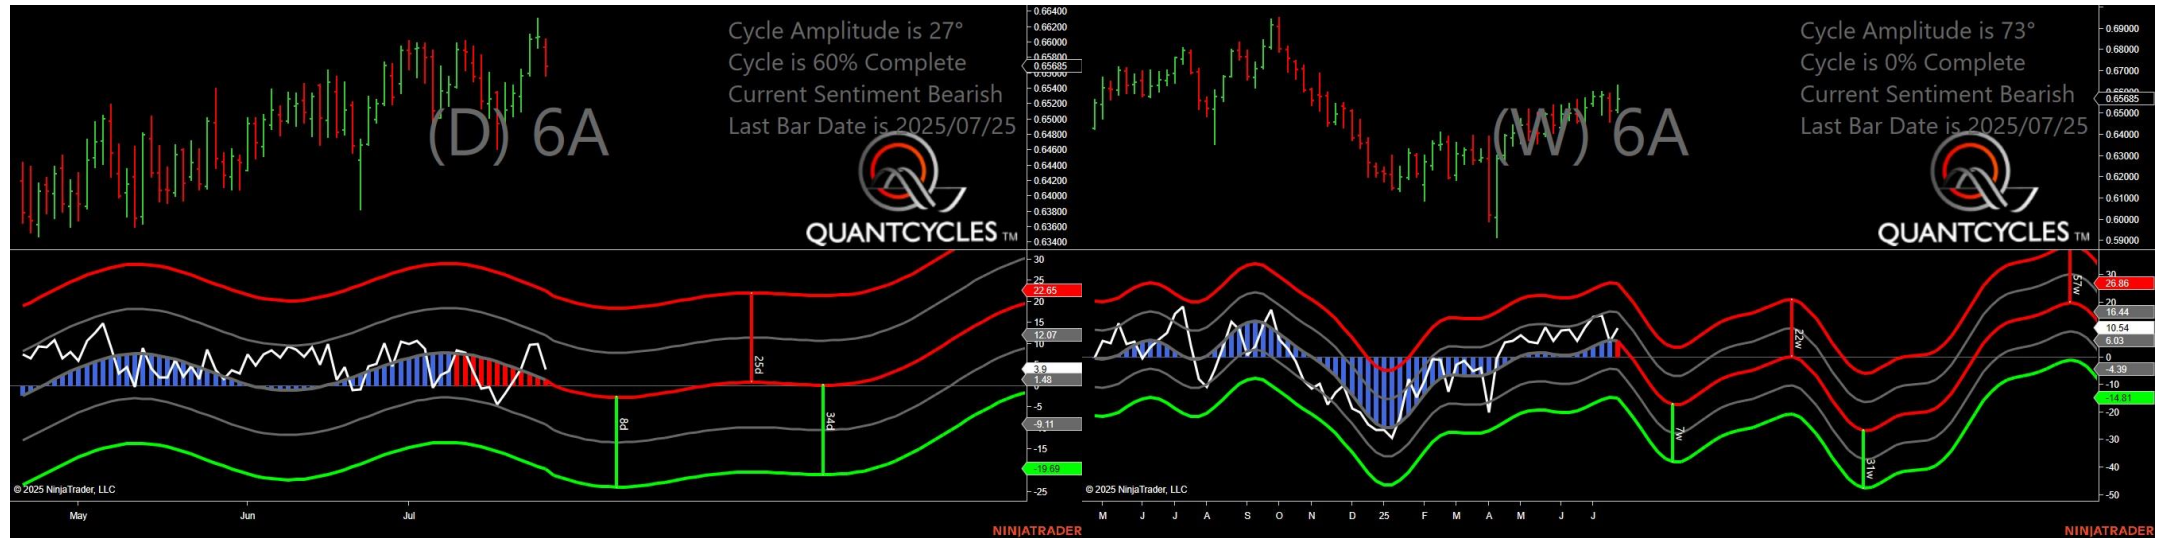 Cycle Amplitude is 27°
Cycle is 60% Complete
Current Sentiment Bearish
Last Bar Date is 2025/07/25
(D) 6A
QUANTCYCLES TM
0.66400
0.66200
0.66000
0.65800
0.65685
0.65400
0.65200
0.65000
0.64800
0.64600
0.64400
0.64200
0.64000
0.63800
0.63600
0.63400
30
25
22.65
20
15
12.07
10
3.9
1.48
-5
-9.11
-15
-19.69
-25
25d
8d
34d
© 2025 NinjaTrader, LLC
May
Jun
Jul
NINJATRADER
Cycle Amplitude is 73°
Cycle is 0% Complete
Current Sentiment Bearish
Last Bar Date is 2025/07/25
(W) 6A
QUANTCYCLES TM
0.69000
0.68000
0.67000
0.65685
0.65000
0.64000
0.63000
0.62000
0.61000
0.60000
0.59000
30
26.86
20
16.44
10.54
6.03
0
-4.39
-10
-14.81
-20
-30
-40
-50
57w
22w
7w
31w
© 2025 NinjaTrader, LLC
M
J
J
A
S
O
N
D
25
F
M
A
M
J
J
NINJATRADER